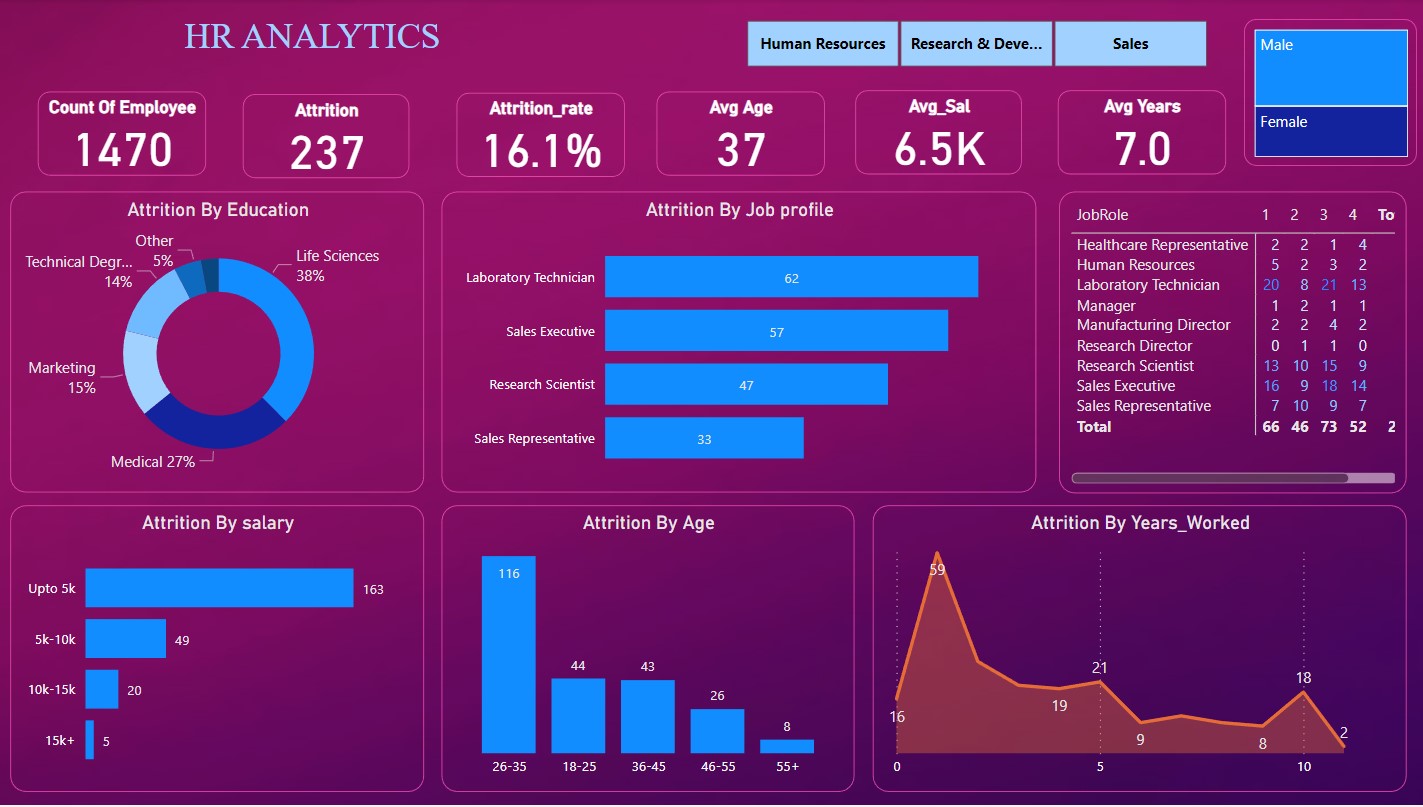 HR ANALYTICS
Human Resources
Research & Deve...
Sales
Male
Female
Count Of Employee
1470
Attrition
237
Attrition_rate
16.1%
Avg Age
37
Avg_Sal
6.5K
Avg Years
7.0
Attrition By Education
Other
5%
Life Sciences
38%
Technical Degr...
14%
Marketing
15%
Medical 27%
Attrition By Job profile
Laboratory Technician 62
Sales Executive 57
Research Scientist 47
Sales Representative 33
JobRole 1 2 3 4 To
Healthcare Representative 2 2 1 4
Human Resources 5 2 3 2
Laboratory Technician 20 8 21 13
Manager 1 2 1 1
Manufacturing Director 2 2 4 2
Research Director 0 1 1 0
Research Scientist 13 10 15 9
Sales Executive 16 9 18 14
Sales Representative 7 10 9 7
Total 66 46 73 52 2
Attrition By salary
Upto 5k 163
5k-10k 49
10k-15k 20
15k+ 5
Attrition By Age
116
44
43
26
8
26-35 18-25 36-45 46-55 55+
Attrition By Years_Worked
59
16
19
21
9
8
18
2
0 5 10